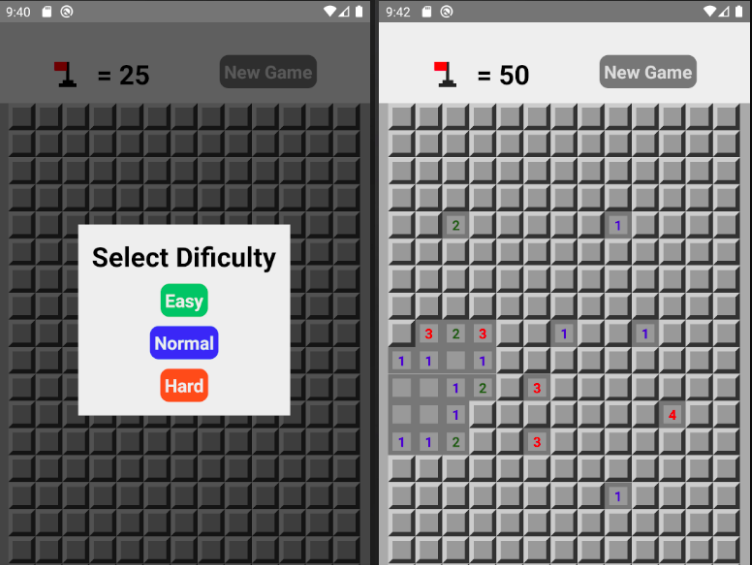 9:40
= 25
New Game
Select Dificulty
Easy
Normal
Hard
9:42
= 50
New Game
2 1
3 2 3 1 1
1 1 1
1 2 3
1 4
1 1 2 3
1